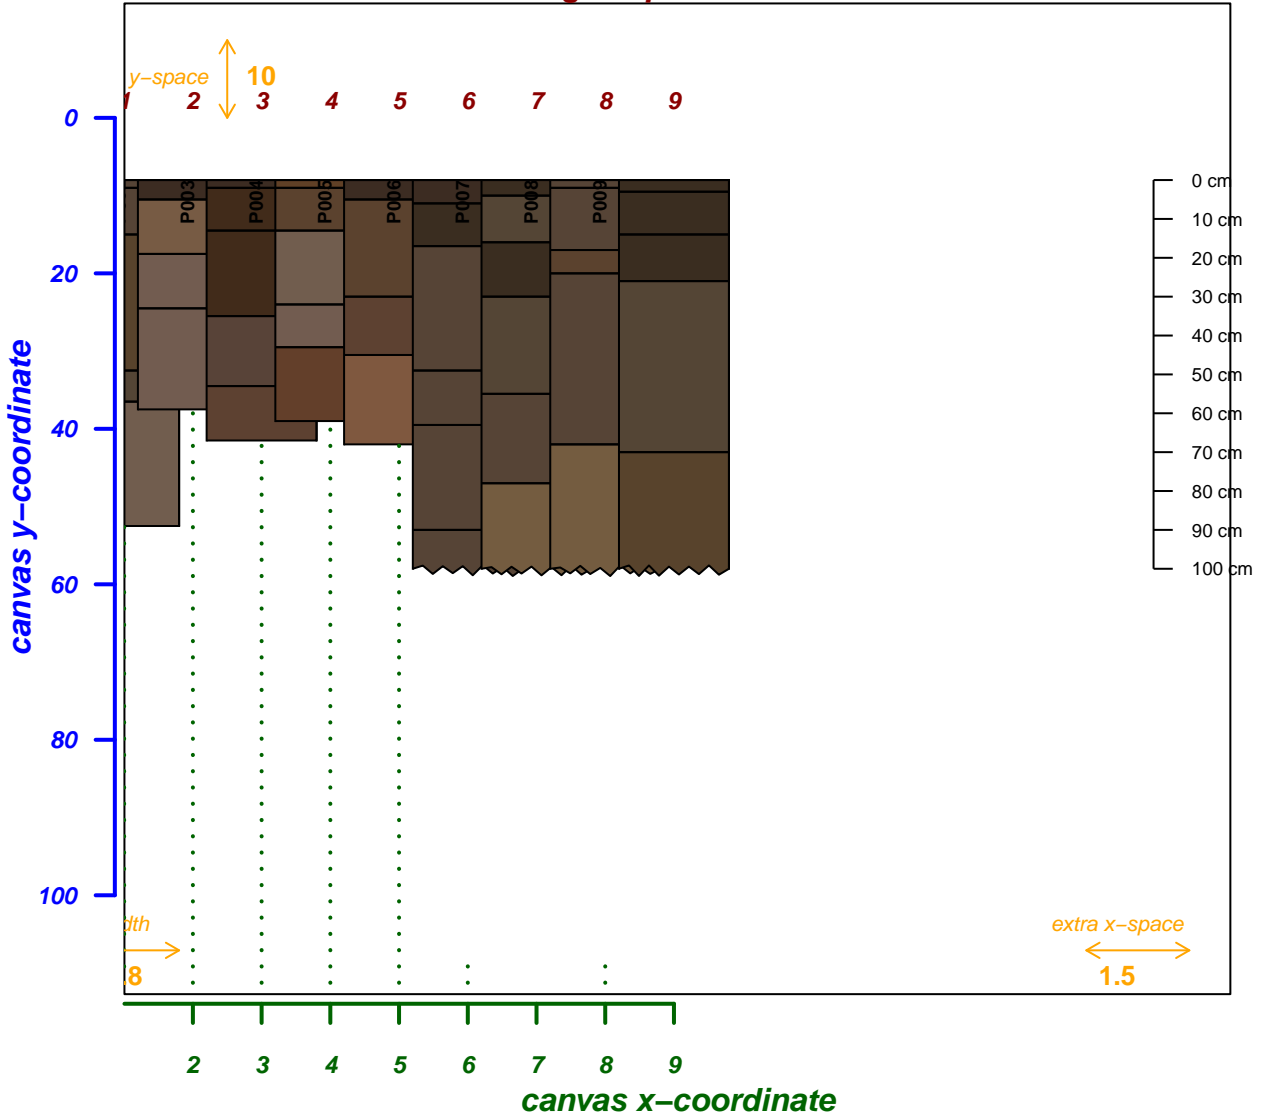 y−space
10
1 2 3 4 5 6 7 8 9
0
20
40
60
80
100
canvas y−coordinate
P003
P004
P005
P006
P007
P008
P009
0 cm
10 cm
20 cm
30 cm
40 cm
50 cm
60 cm
70 cm
80 cm
90 cm
100 cm
dth
.8
extra x−space
1.5
2 3 4 5 6 7 8 9
canvas x−coordinate